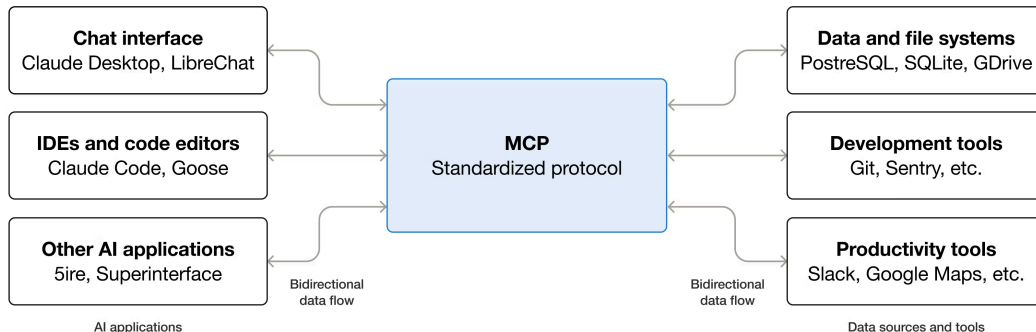 Chat interface
Claude Desktop, LibreChat
IDEs and code editors
Claude Code, Goose
Other AI applications
5ire, Superinterface
Bidirectional
data flow
AI applications
MCP
Standardized protocol
Data and file systems
PostreSQL, SQLite, GDrive
Development tools
Git, Sentry, etc.
Productivity tools
Slack, Google Maps, etc.
Bidirectional
data flow
Data sources and tools